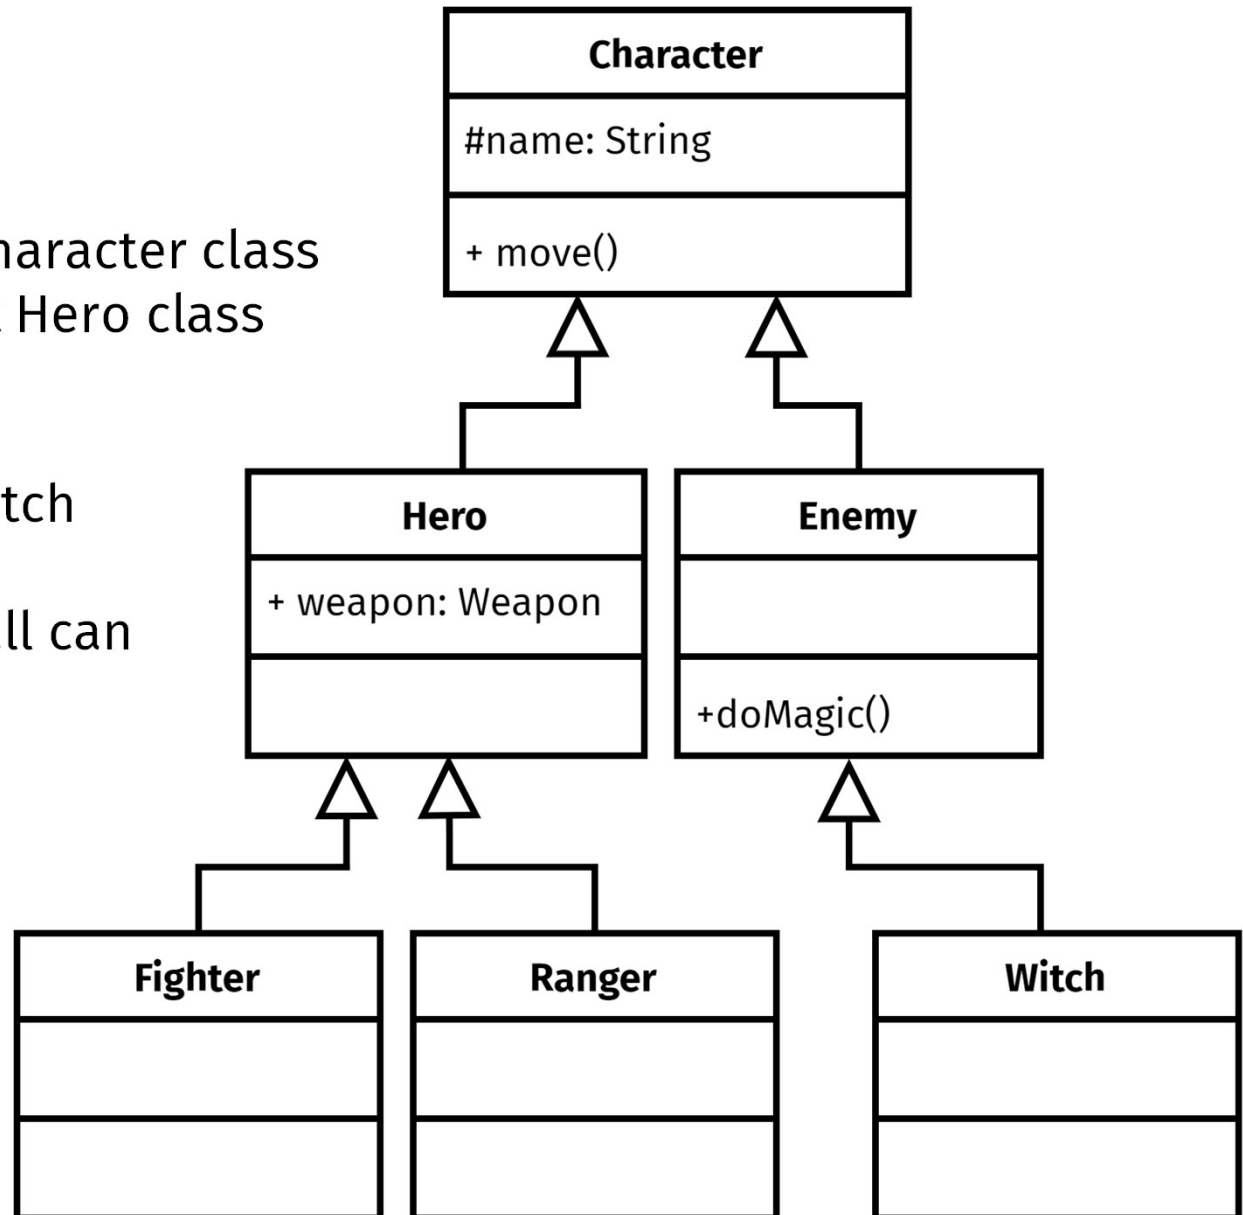 Character
#name: String
+ move()
haracter class
Hero class
tch
ll can
Hero
+ weapon: Weapon
Enemy
+doMagic()
Fighter
Ranger
Witch